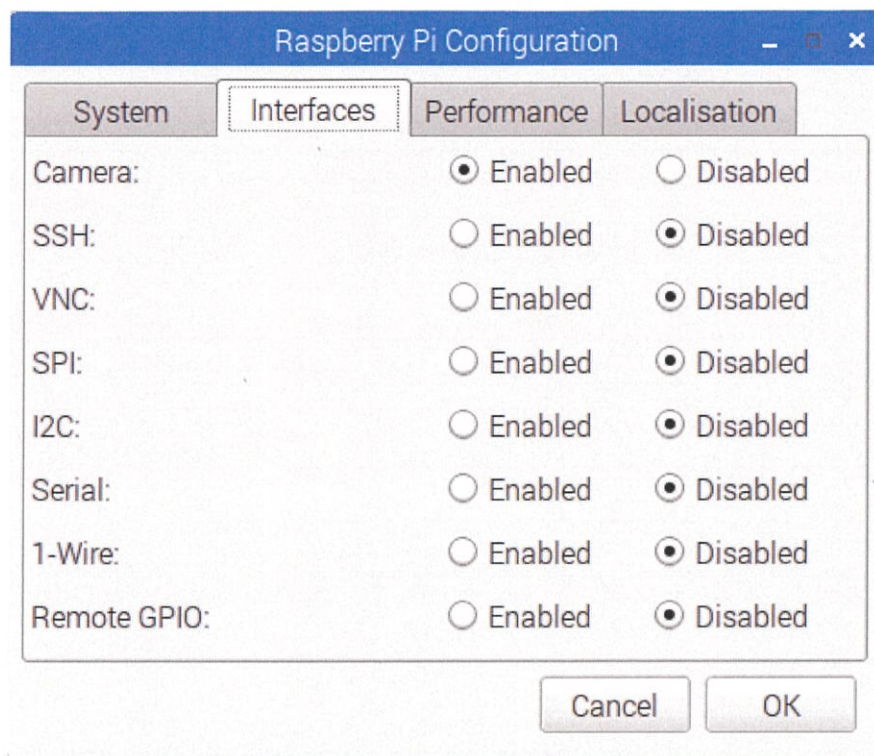 Raspberry Pi Configuration
System Interfaces Performance Localisation
Camera: Enabled Disabled
SSH: Enabled Disabled
VNC: Enabled Disabled
SPI: Enabled Disabled
I2C: Enabled Disabled
Serial: Enabled Disabled
1-Wire: Enabled Disabled
Remote GPIO: Enabled Disabled
Cancel OK